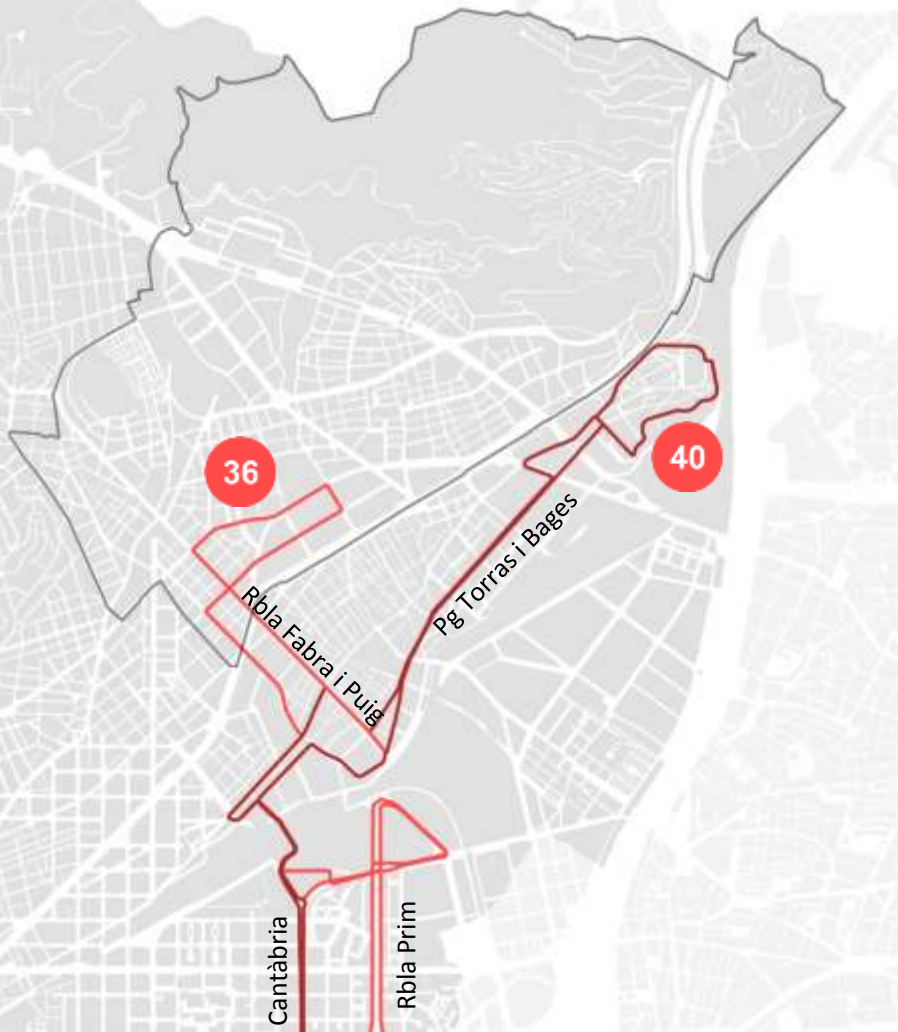 36
40
Pg Torras i Bages
Rbla Fabra i Puig
Cantàbria
Rbla Prim